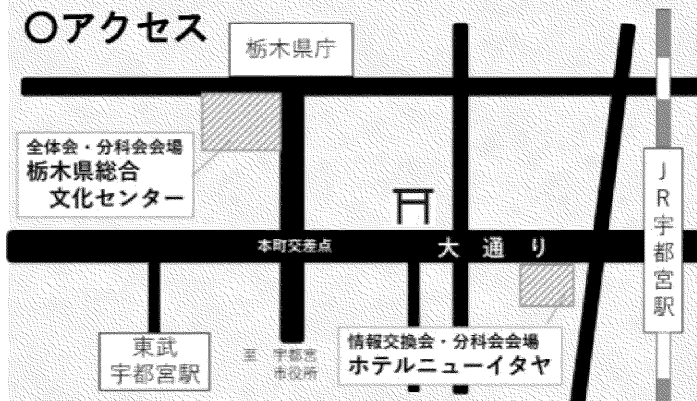 〇アクセス
栃木県庁
全体会・分科会会場
栃木県総合
文化センター
本町交差点
大通り
JR宇都宮駅
東武
宇都宮駅
至 宇都宮
市役所
情報交換会・分科会会場
ホテルニューイタヤ